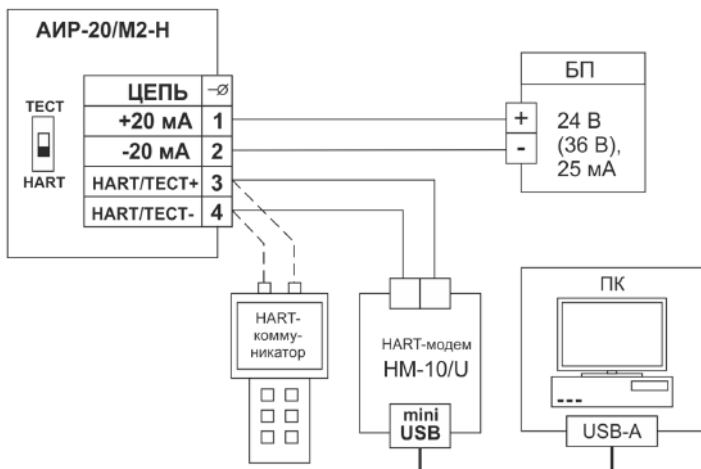 АИР-20/М2-Н
ТЕСТ
HART
ЦЕПЬ
+20 мА 1
-20 мА 2
HART/ТЕСТ+ 3
HART/ТЕСТ- 4
БП
+
-
24 В
(36 В),
25 мА
HART-
комму-
никатор
HART-модем
HM-10/U
mini
USB
ПК
USB-A